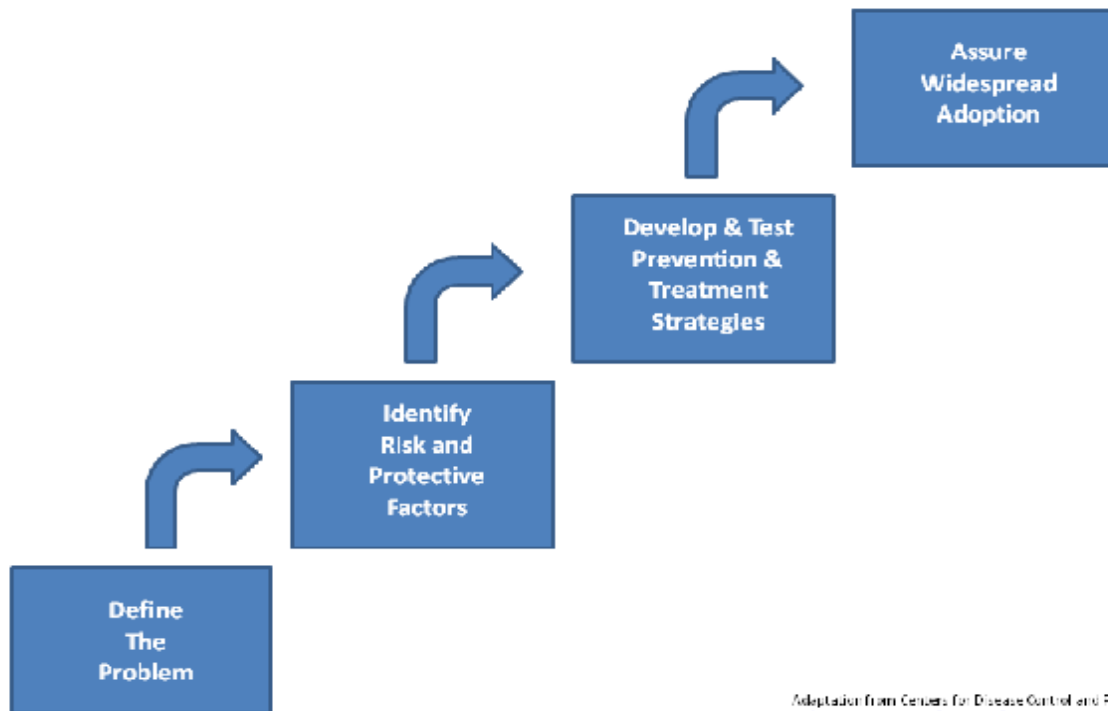 Assure
Widespread
Adoption
Develop & Test
Prevention &
Treatment
Strategies
Identify
Risk and
Protective
Factors
Define
The
Problem
Adaptation from Centers for Disease Control and P